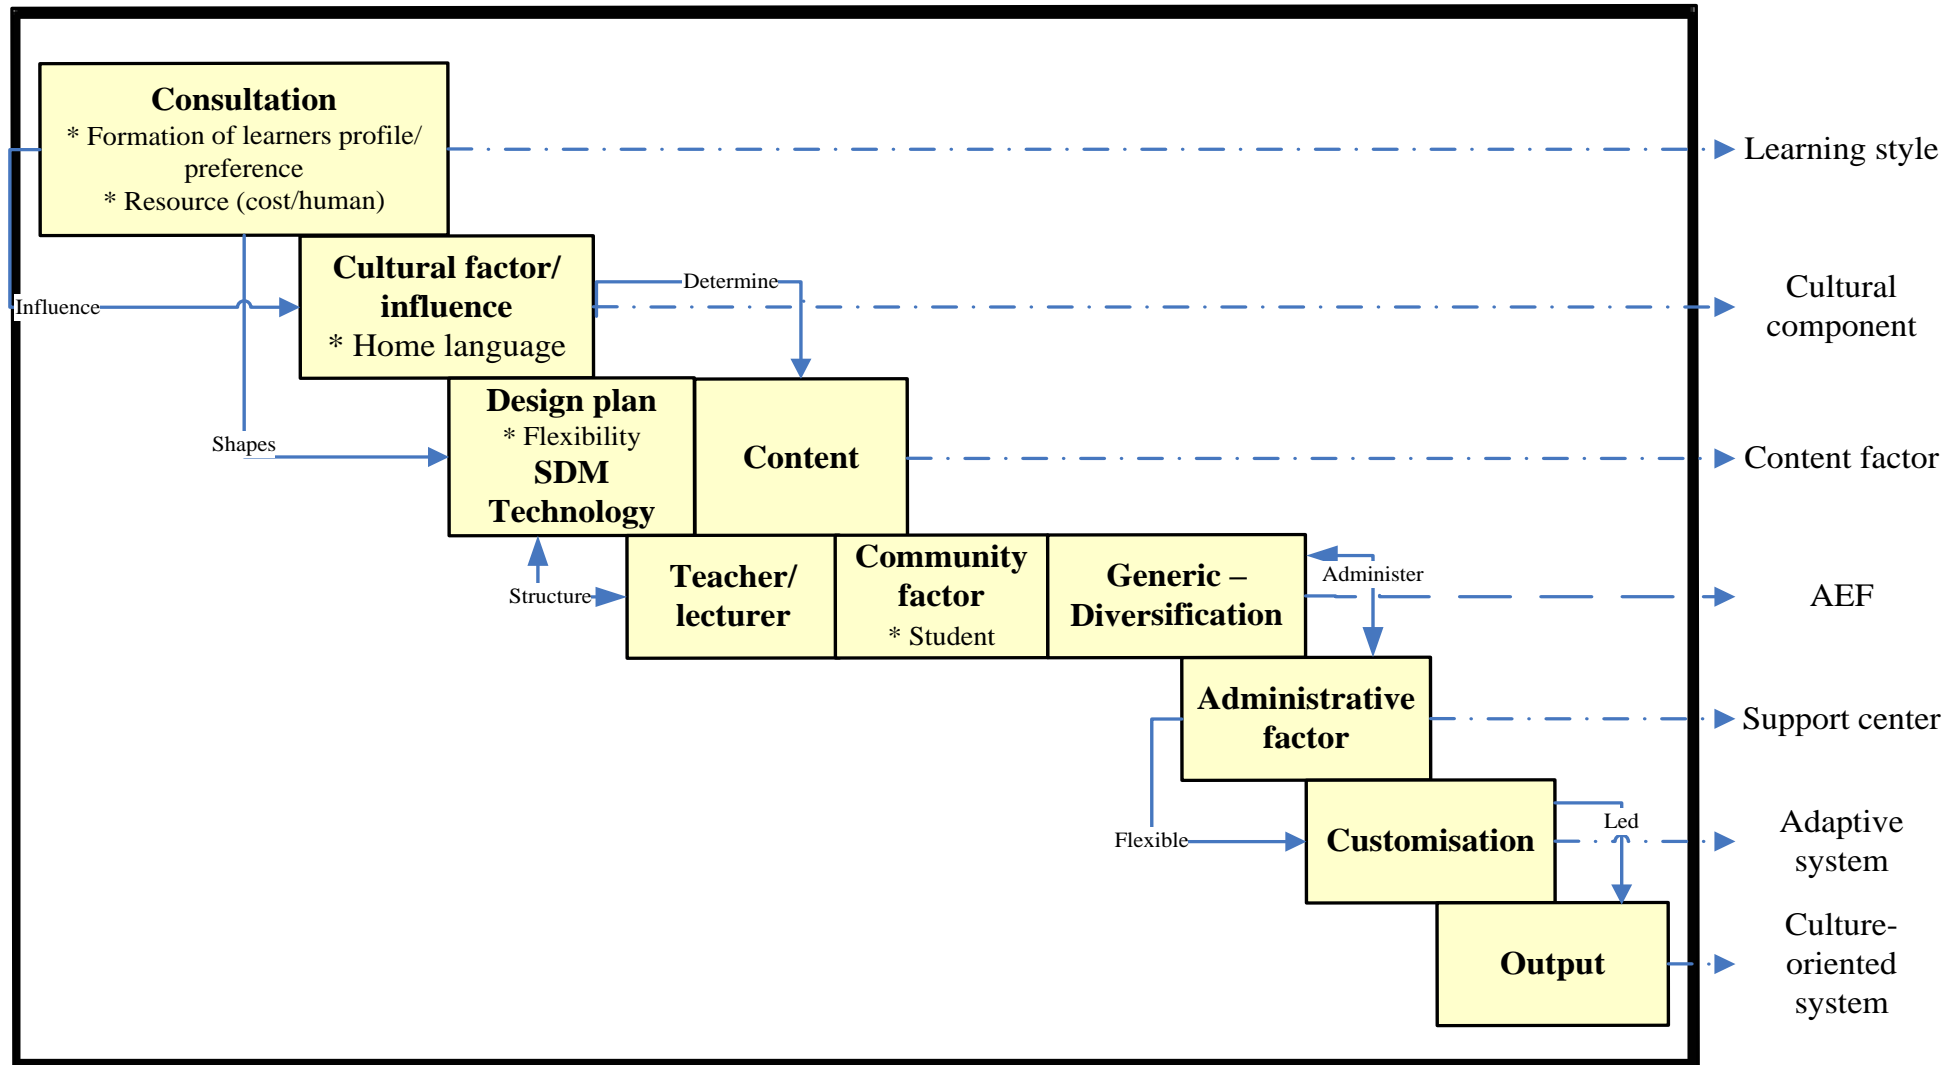 Consultation
* Formation of learners profile/
preference
* Resource (cost/human)
Learning style
Influence
Cultural factor/
influence
* Home language
Determine
Cultural
component
Shapes
Design plan
* Flexibility
SDM
Technology
Content
Content factor
Structure
Teacher/
lecturer
Community
factor
* Student
Generic –
Diversification
Administer
AEF
Administrative
factor
Support center
Flexible
Customisation
Led
Adaptive
system
Output
Culture-
oriented
system